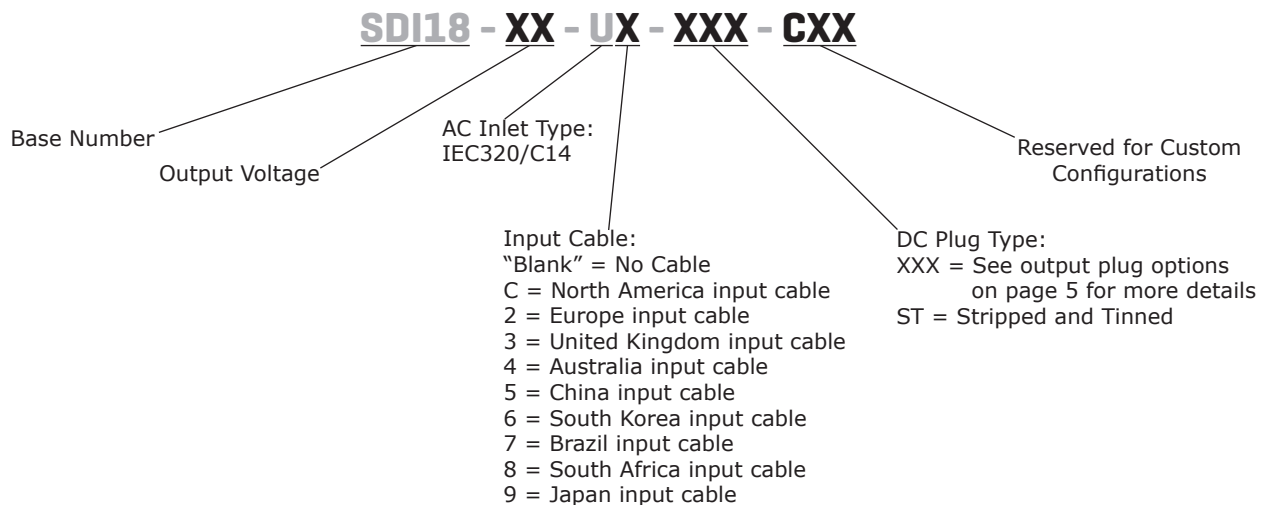 SDI18 - XX - UX - XXX - CXX
Base Number
Output Voltage
AC Inlet Type:
IEC320/C14
Input Cable:
“Blank” = No Cable
C = North America input cable
2 = Europe input cable
3 = United Kingdom input cable
4 = Australia input cable
5 = China input cable
6 = South Korea input cable
7 = Brazil input cable
8 = South Africa input cable
9 = Japan input cable
DC Plug Type:
XXX = See output plug options
on page 5 for more details
ST = Stripped and Tinned
Reserved for Custom
Configurations